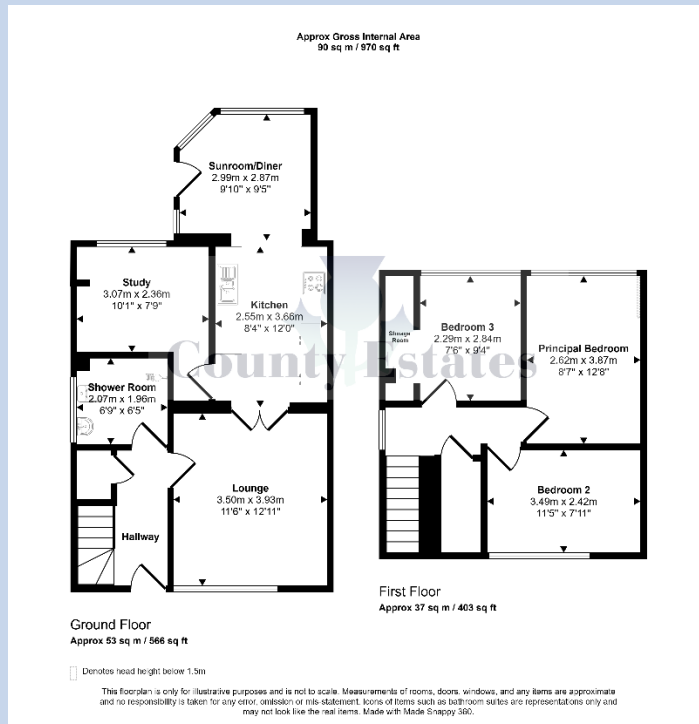 Approx Gross Internal Area
90 sq m / 970 sq ft
Sunroom/Diner
2.99m x 2.87m
9'10" x 9'5"
Study
3.07m x 2.36m
10'1" x 7'9"
Kitchen
2.55m x 3.66m
8'4" x 12'0"
Storage
Room
Bedroom 3
2.29m x 2.84m
7'6" x 9'4"
Principal Bedroom
2.62m x 3.87m
8'7" x 12'8"
County Estates
Shower Room
2.07m x 1.96m
6'9" x 6'5"
Lounge
3.50m x 3.93m
11'6" x 12'11"
Bedroom 2
3.49m x 2.42m
11'5" x 7'11"
Hallway
First Floor
Approx 37 sq m / 403 sq ft
Ground Floor
Approx 53 sq m / 566 sq ft
Denotes head height below 1.5m
This floorplan is only for illustrative purposes and is not to scale. Measurements of rooms, doors, windows, and any items are approximate
and no responsibility is taken for any error, omission or mis-statement. Icons of items such as bathroom suites are representations only and
may not look like the real items. Made with Made Snappy 360.